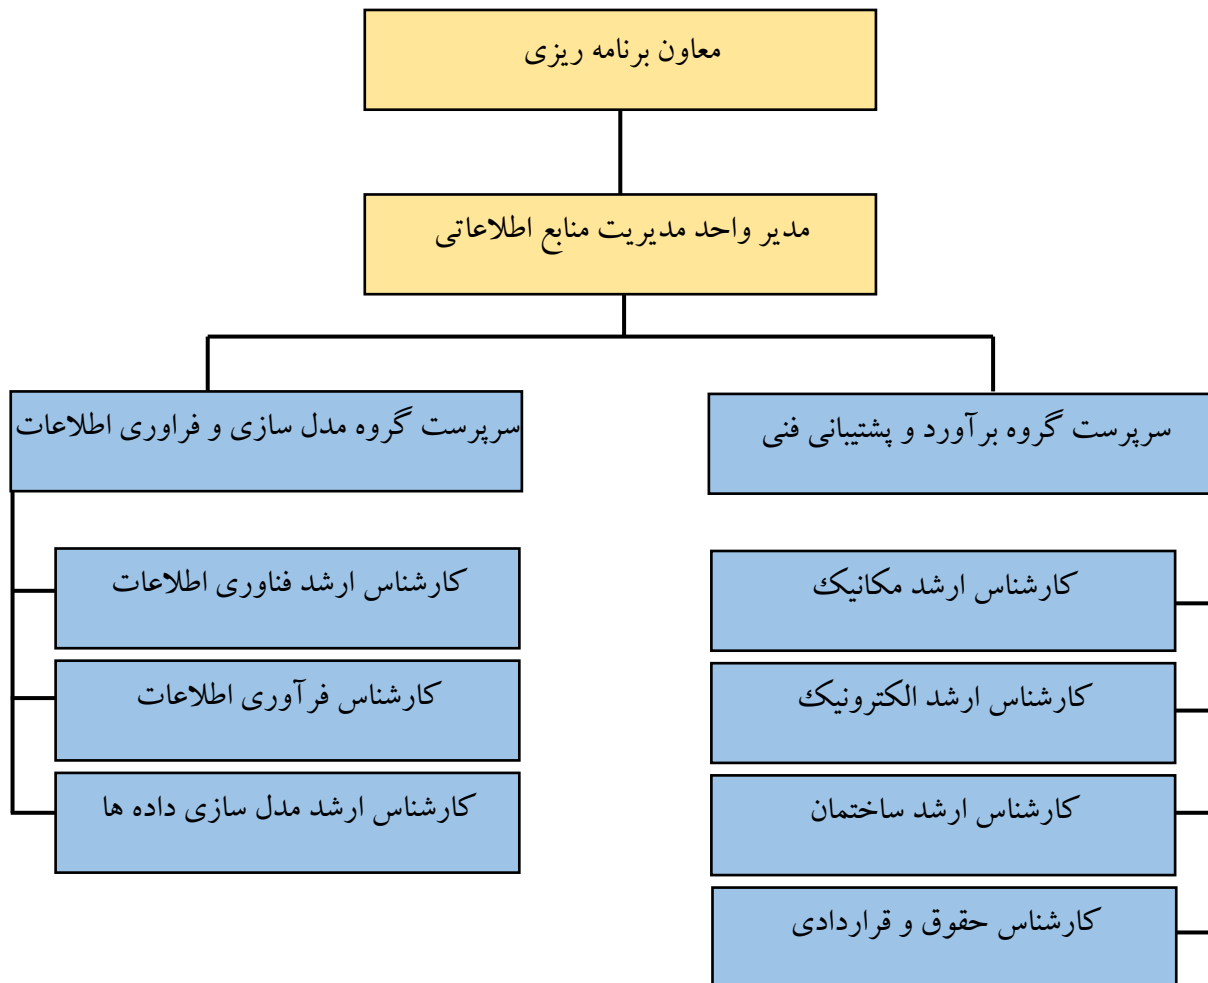 معاون برنامه ریزی
مدیر واحد مدیریت منابع اطلاعاتی
سرپرست گروه برآورد و پشتیبانی فنی
کارشناس ارشد مکانیک
کارشناس ارشد الکترونیک
کارشناس ارشد ساختمان
کارشناس حقوق و قراردادی
سرپرست گروه مدل سازی و فراوری اطلاعات
کارشناس ارشد فناوری اطلاعات
کارشناس فرآوری اطلاعات
کارشناس ارشد مدل سازی داده ها